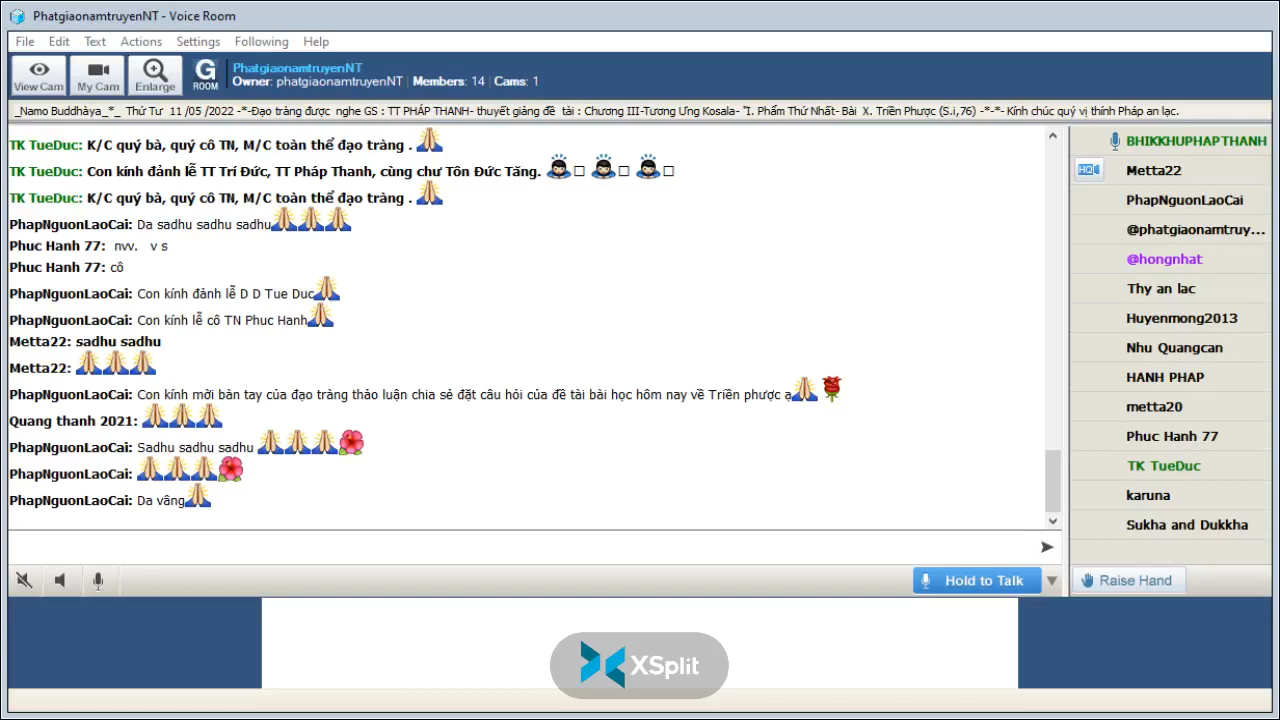 PhatgiaonamtruyenNT - Voice Room
File Edit Text Actions Settings Following Help
View Cam My Cam Enlarge G ROOM
PhatgiaonamtruyenNT
Owner: phatgiaonamtruyenNT | Members: 14 | Cams: 1
_Namo Buddhàya_*_ Thứ Tư 11 /05 /2022 -*-Đạo tràng được nghe GS : TT PHÁP THANH- thuyết giảng đề tài : Chương III-Tương Ưng Kosala- "I. Phẩm Thứ Nhất- Bài X. Triền Phược (S.i,76) -*-*- Kính chúc quý vị thính Pháp an lạc.
TK TueDuc: K/C quý bà, quý cô TN, M/C toàn thể đạo tràng .
TK TueDuc: Con kính đảnh lễ TT Trí Đức, TT Pháp Thanh, cùng chư Tôn Đức Tăng.
TK TueDuc: K/C quý bà, quý cô TN, M/C toàn thể đạo tràng .
PhapNguonLaoCai: Da sadhu sadhu sadhu
Phuc Hanh 77: nvv. v s
Phuc Hanh 77: cô
PhapNguonLaoCai: Con kính đảnh lễ D D Tue Duc
PhapNguonLaoCai: Con kính lễ cô TN Phuc Hanh
Metta22: sadhu sadhu
Metta22:
PhapNguonLaoCai: Con kính mời bàn tay của đạo tràng thảo luận chia sẻ đặt câu hỏi của đề tài bài học hôm nay về Triền phược ạ
Quang thanh 2021:
PhapNguonLaoCai: Sadhu sadhu sadhu
PhapNguonLaoCai:
PhapNguonLaoCai: Da vâng
BHIKKHUPHAPTHANH
HQ Metta22
PhapNguonLaoCai
@phatgiaonamtruy...
@hongnhat
Thy an lac
Huyenmong2013
Nhu Quangcan
HANH PHAP
metta20
Phuc Hanh 77
TK TueDuc
karuna
Sukha and Dukkha
Hold to Talk
Raise Hand
XSplit